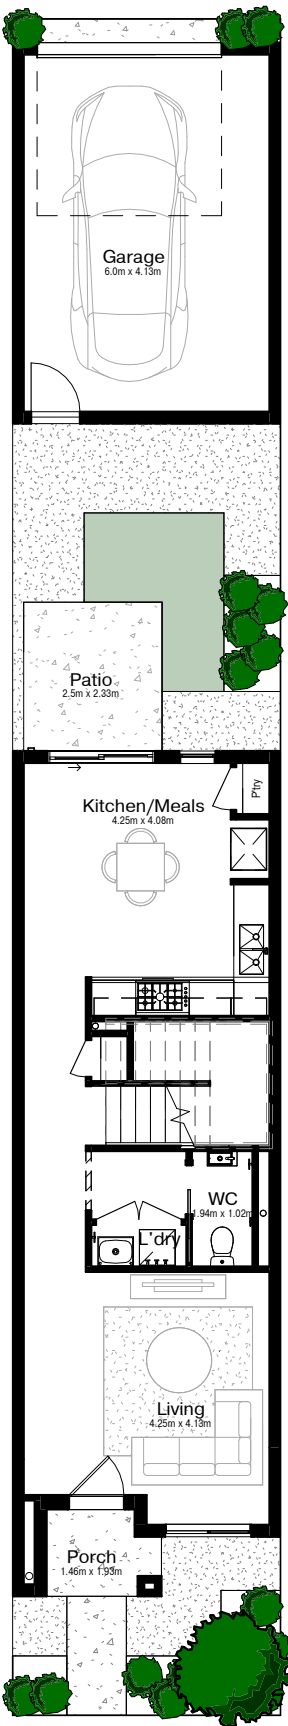 Garage
6.0m x 4.13m
Patio
2.5m x 2.33m
Kitchen/Meals
4.25m x 4.08m
P'try
WC
1.94m x 1.02m
L'dry
Living
4.25m x 4.13m
Porch
1.46m x 1.93m